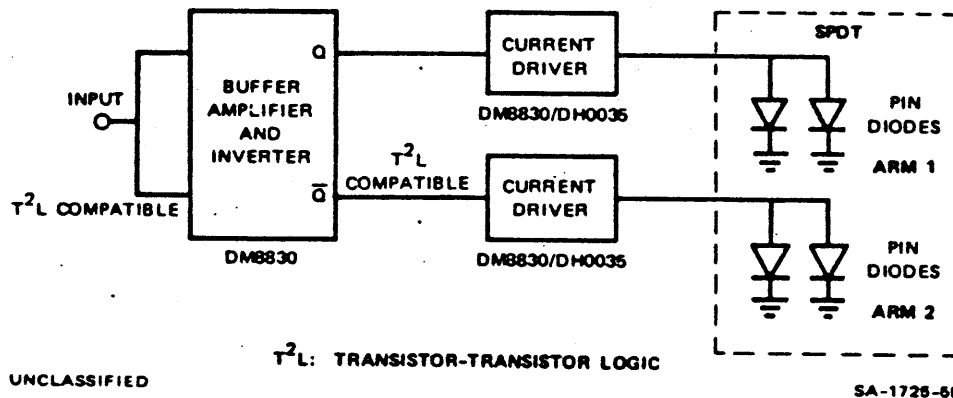 SPDT
Q
CURRENT
DRIVER
BUFFER
AMPLIFIER
AND
INVERTER
INPUT
PIN
DIODES
DM8830/DH0035
T²L
COMPATIBLE
ARM 1
Q̅
CURRENT
DRIVER
T²L COMPATIBLE
DM8830
DM8830/DH0035
PIN
DIODES
ARM 2
T²L: TRANSISTOR-TRANSISTOR LOGIC
UNCLASSIFIED